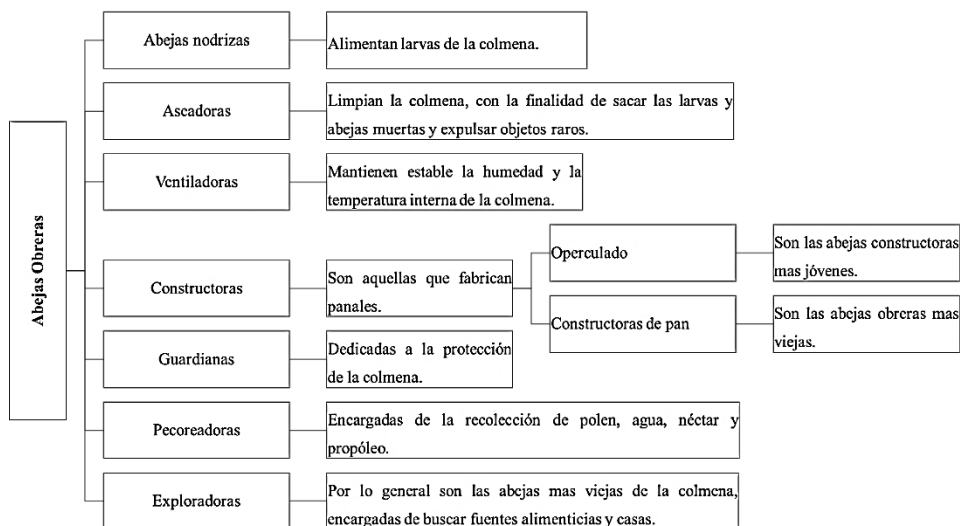 Abejas Obreras
Abejas nodrizas
Alimentan larvas de la colmena.
Ascadoras
Limpian la colmena, con la finalidad de sacar las larvas y
abejas muertas y expulsar objetos raros.
Ventiladoras
Mantienen estable la humedad y la
temperatura interna de la colmena.
Constructoras
Son aquellas que fabrican
panales.
Operculado
Son las abejas constructoras
mas jóvenes.
Constructoras de pan
Son las abejas obreras mas
viejas.
Guardianas
Dedicadas a la protección
de la colmena.
Pecoreadoras
Encargadas de la recolección de polen, agua, néctar y
propóleo.
Exploradoras
Por lo general son las abejas mas viejas de la colmena,
encargadas de buscar fuentes alimenticias y casas.